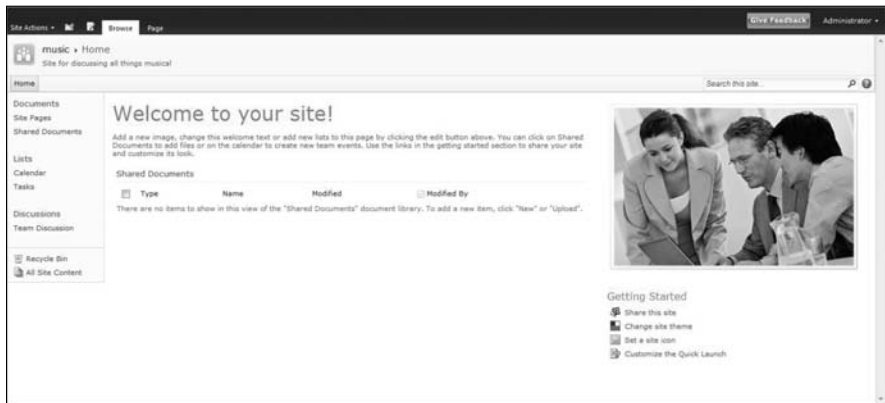 Site Actions
Browse
Page
Give Feedback
Administrator
music ▸ Home
Site for discussing all things musical
Home
Search this site...
Documents
Site Pages
Shared Documents
Lists
Calendar
Tasks
Discussions
Team Discussion
Recycle Bin
All Site Content
Welcome to your site!
Add a new image, change this welcome text or add new lists to this page by clicking the edit button above. You can click on Shared
Documents to add files or on the calendar to create new team events. Use the links in the getting started section to share your site
and customize its look.
Shared Documents
Type Name Modified Modified By
There are no items to show in this view of the "Shared Documents" document library. To add a new item, click "New" or "Upload".
Getting Started
Share this site
Change site theme
Set a site icon
Customize the Quick Launch